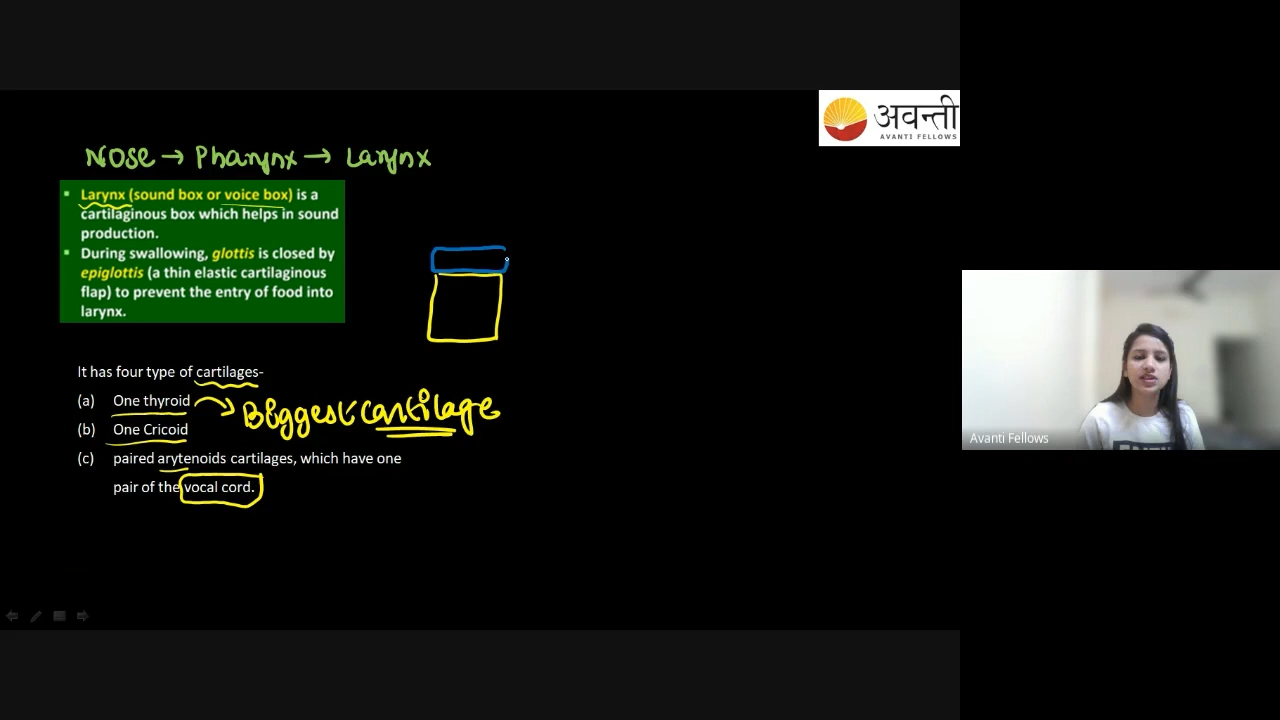 अवन्ती
AVANTI FELLOWS
Nose → Pharynx → Larynx
▪ Larynx (sound box or voice box) is a
cartilaginous box which helps in sound
production.
▪ During swallowing, glottis is closed by
epiglottis (a thin elastic cartilaginous
flap) to prevent the entry of food into
larynx.
It has four type of cartilages-
(a) One thyroid → Biggest cartilage
(b) One Cricoid
(c) paired arytenoids cartilages, which have one
pair of the vocal cord.
Avanti Fellows